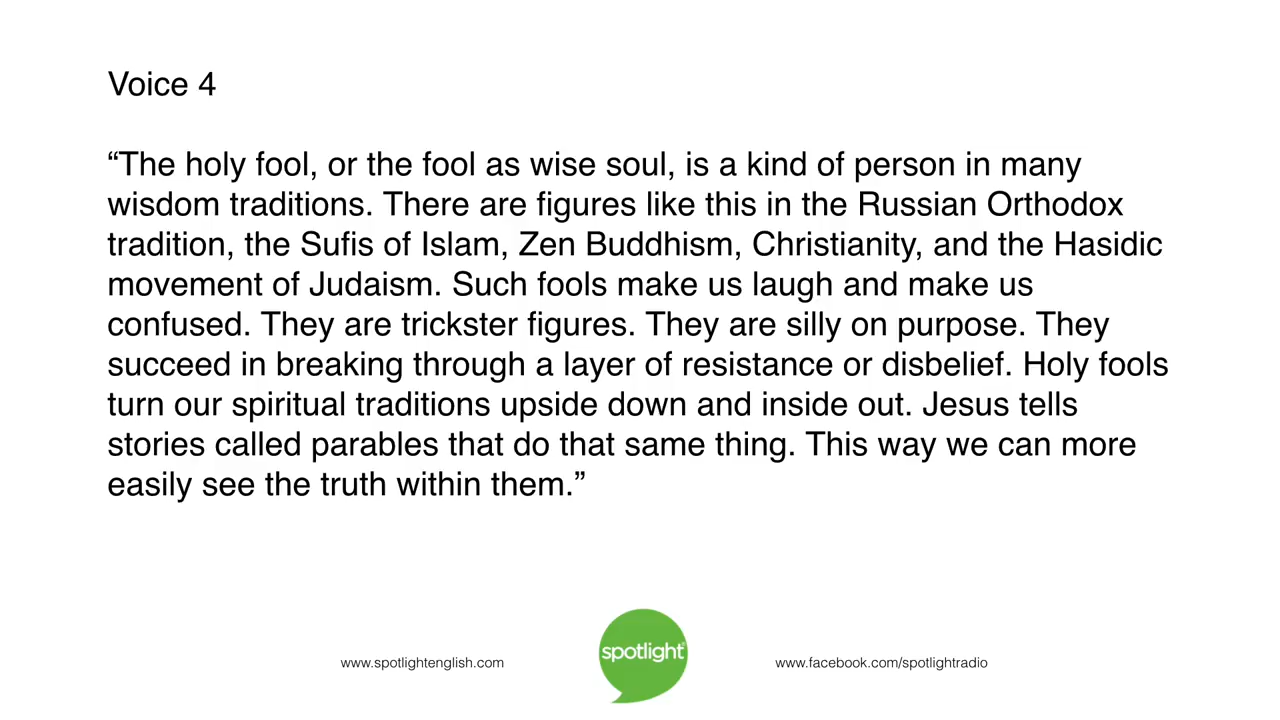 Voice 4
“The holy fool, or the fool as wise soul, is a kind of person in many
wisdom traditions. There are figures like this in the Russian Orthodox
tradition, the Sufis of Islam, Zen Buddhism, Christianity, and the Hasidic
movement of Judaism. Such fools make us laugh and make us
confused. They are trickster figures. They are silly on purpose. They
succeed in breaking through a layer of resistance or disbelief. Holy fools
turn our spiritual traditions upside down and inside out. Jesus tells
stories called parables that do that same thing. This way we can more
easily see the truth within them.”
www.spotlightenglish.com
spotlight
www.facebook.com/spotlightradio